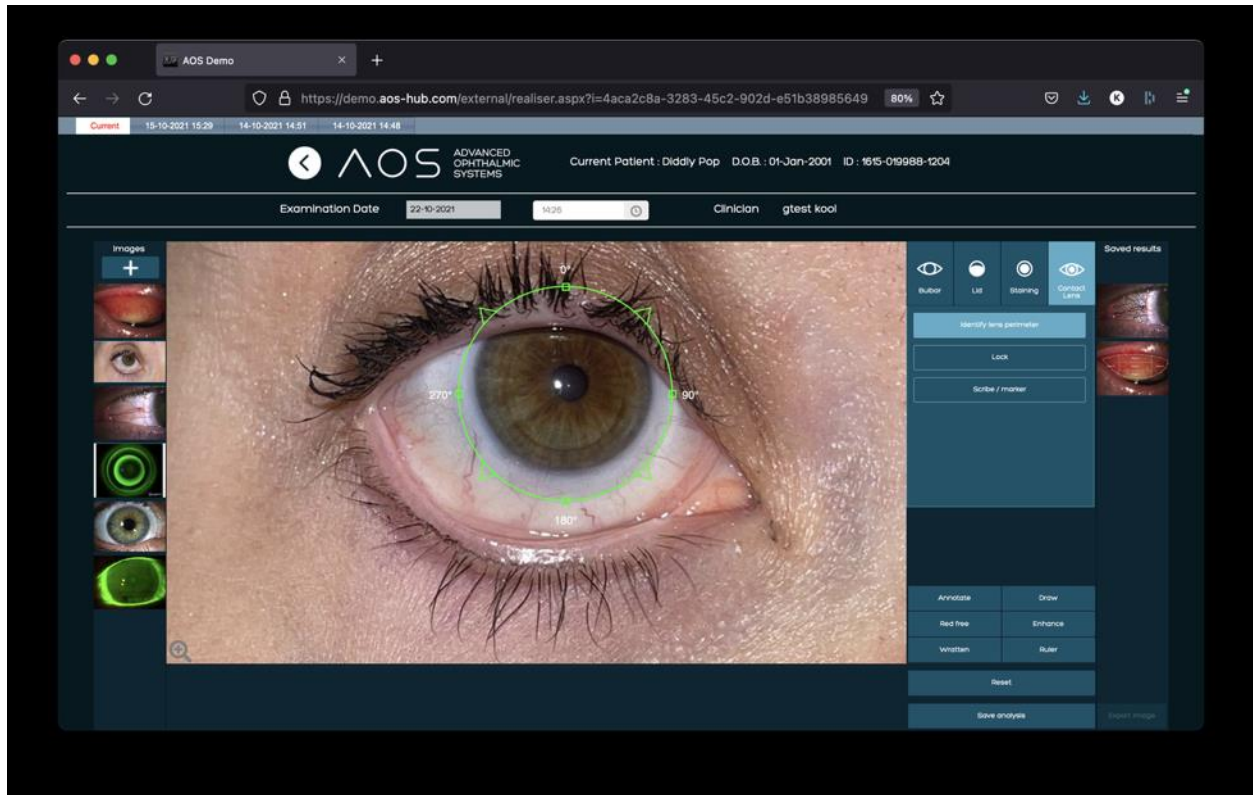 AOS Demo
https://demo.aos-hub.com/external/realiser.aspx?i=4aca2c8a-3283-45c2-902d-e51b38985649 80%
Current 15-10-2021 15:29 14-10-2021 14:51 14-10-2021 14:48
AOS ADVANCED OPHTHALMIC SYSTEMS
Current Patient : Diddly Pop D.O.B. : 01-Jan-2001 ID : 1615-019988-1204
Examination Date 22-10-2021 14:26 Clinician gtest kool
Images
0°
270°
90°
180°
Bulbar Lid Staining Contact Lens
Identify lens perimeter
Lock
Scribe / marker
Annotate Draw
Red free Enhance
Wratten Ruler
Reset
Save analysis
Saved results
Export image